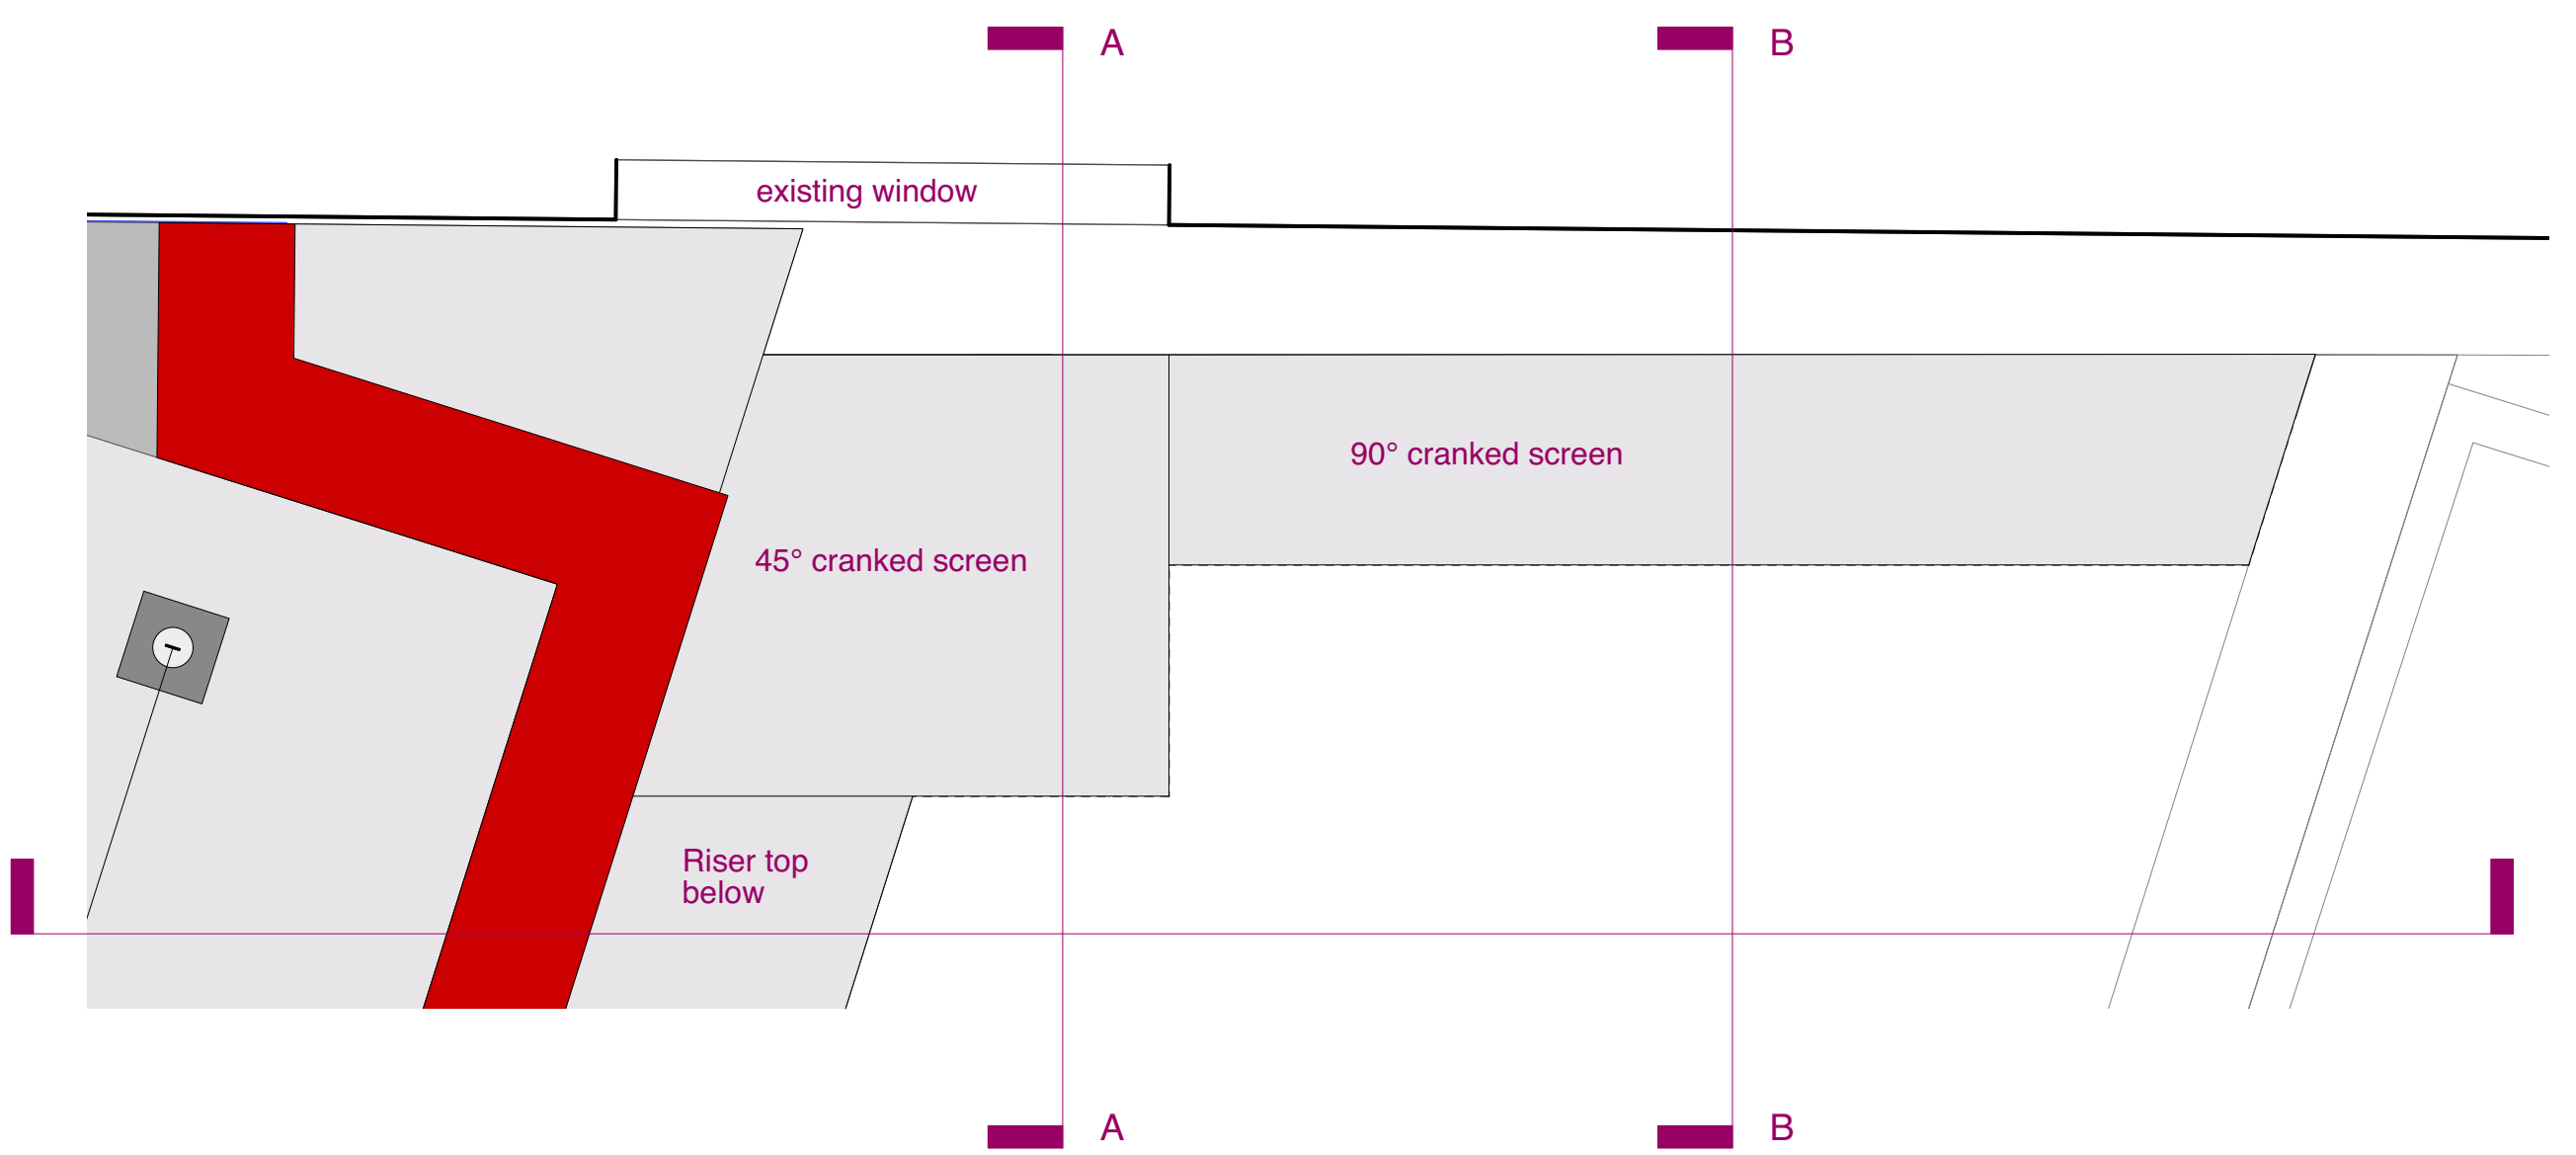 A
B
existing window
90° cranked screen
45° cranked screen
Riser top
below
A
B